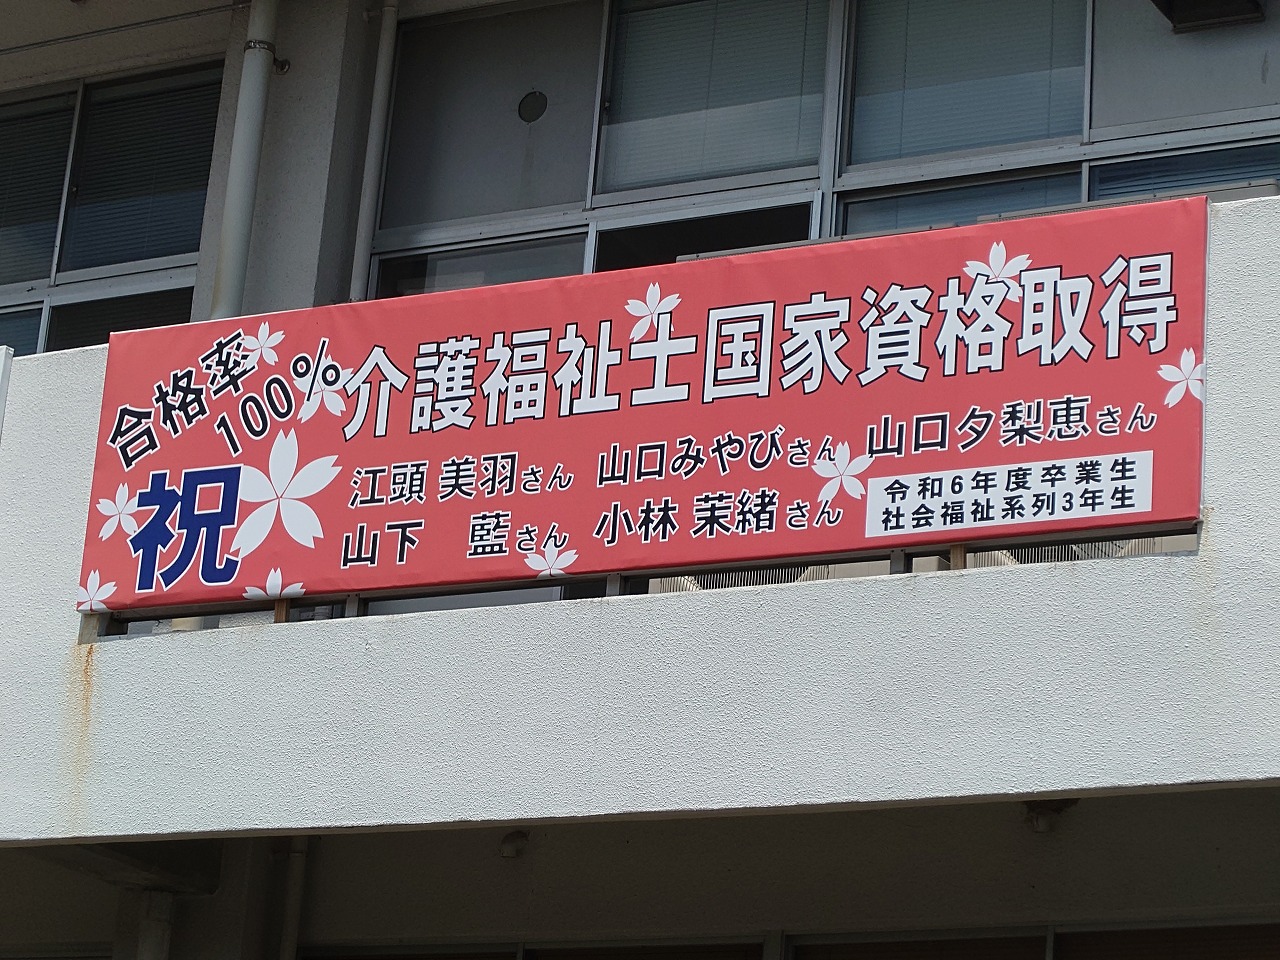 合格率
100%
祝
介護福祉士国家資格取得
江頭 美羽さん 山口みやびさん 山口夕梨恵さん
山下 藍さん 小林 茉緒さん
令和6年度卒業生
社会福祉系列3年生